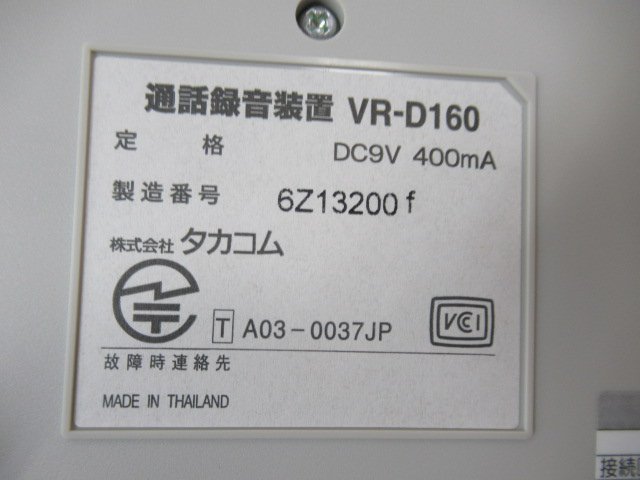 通話録音装置 VR-D160
定格 DC9V 400mA
製造番号 6Z13200 f
株式会社 タカコム
T A03-0037JP
VCCI
故障時連絡先
MADE IN THAILAND
接続